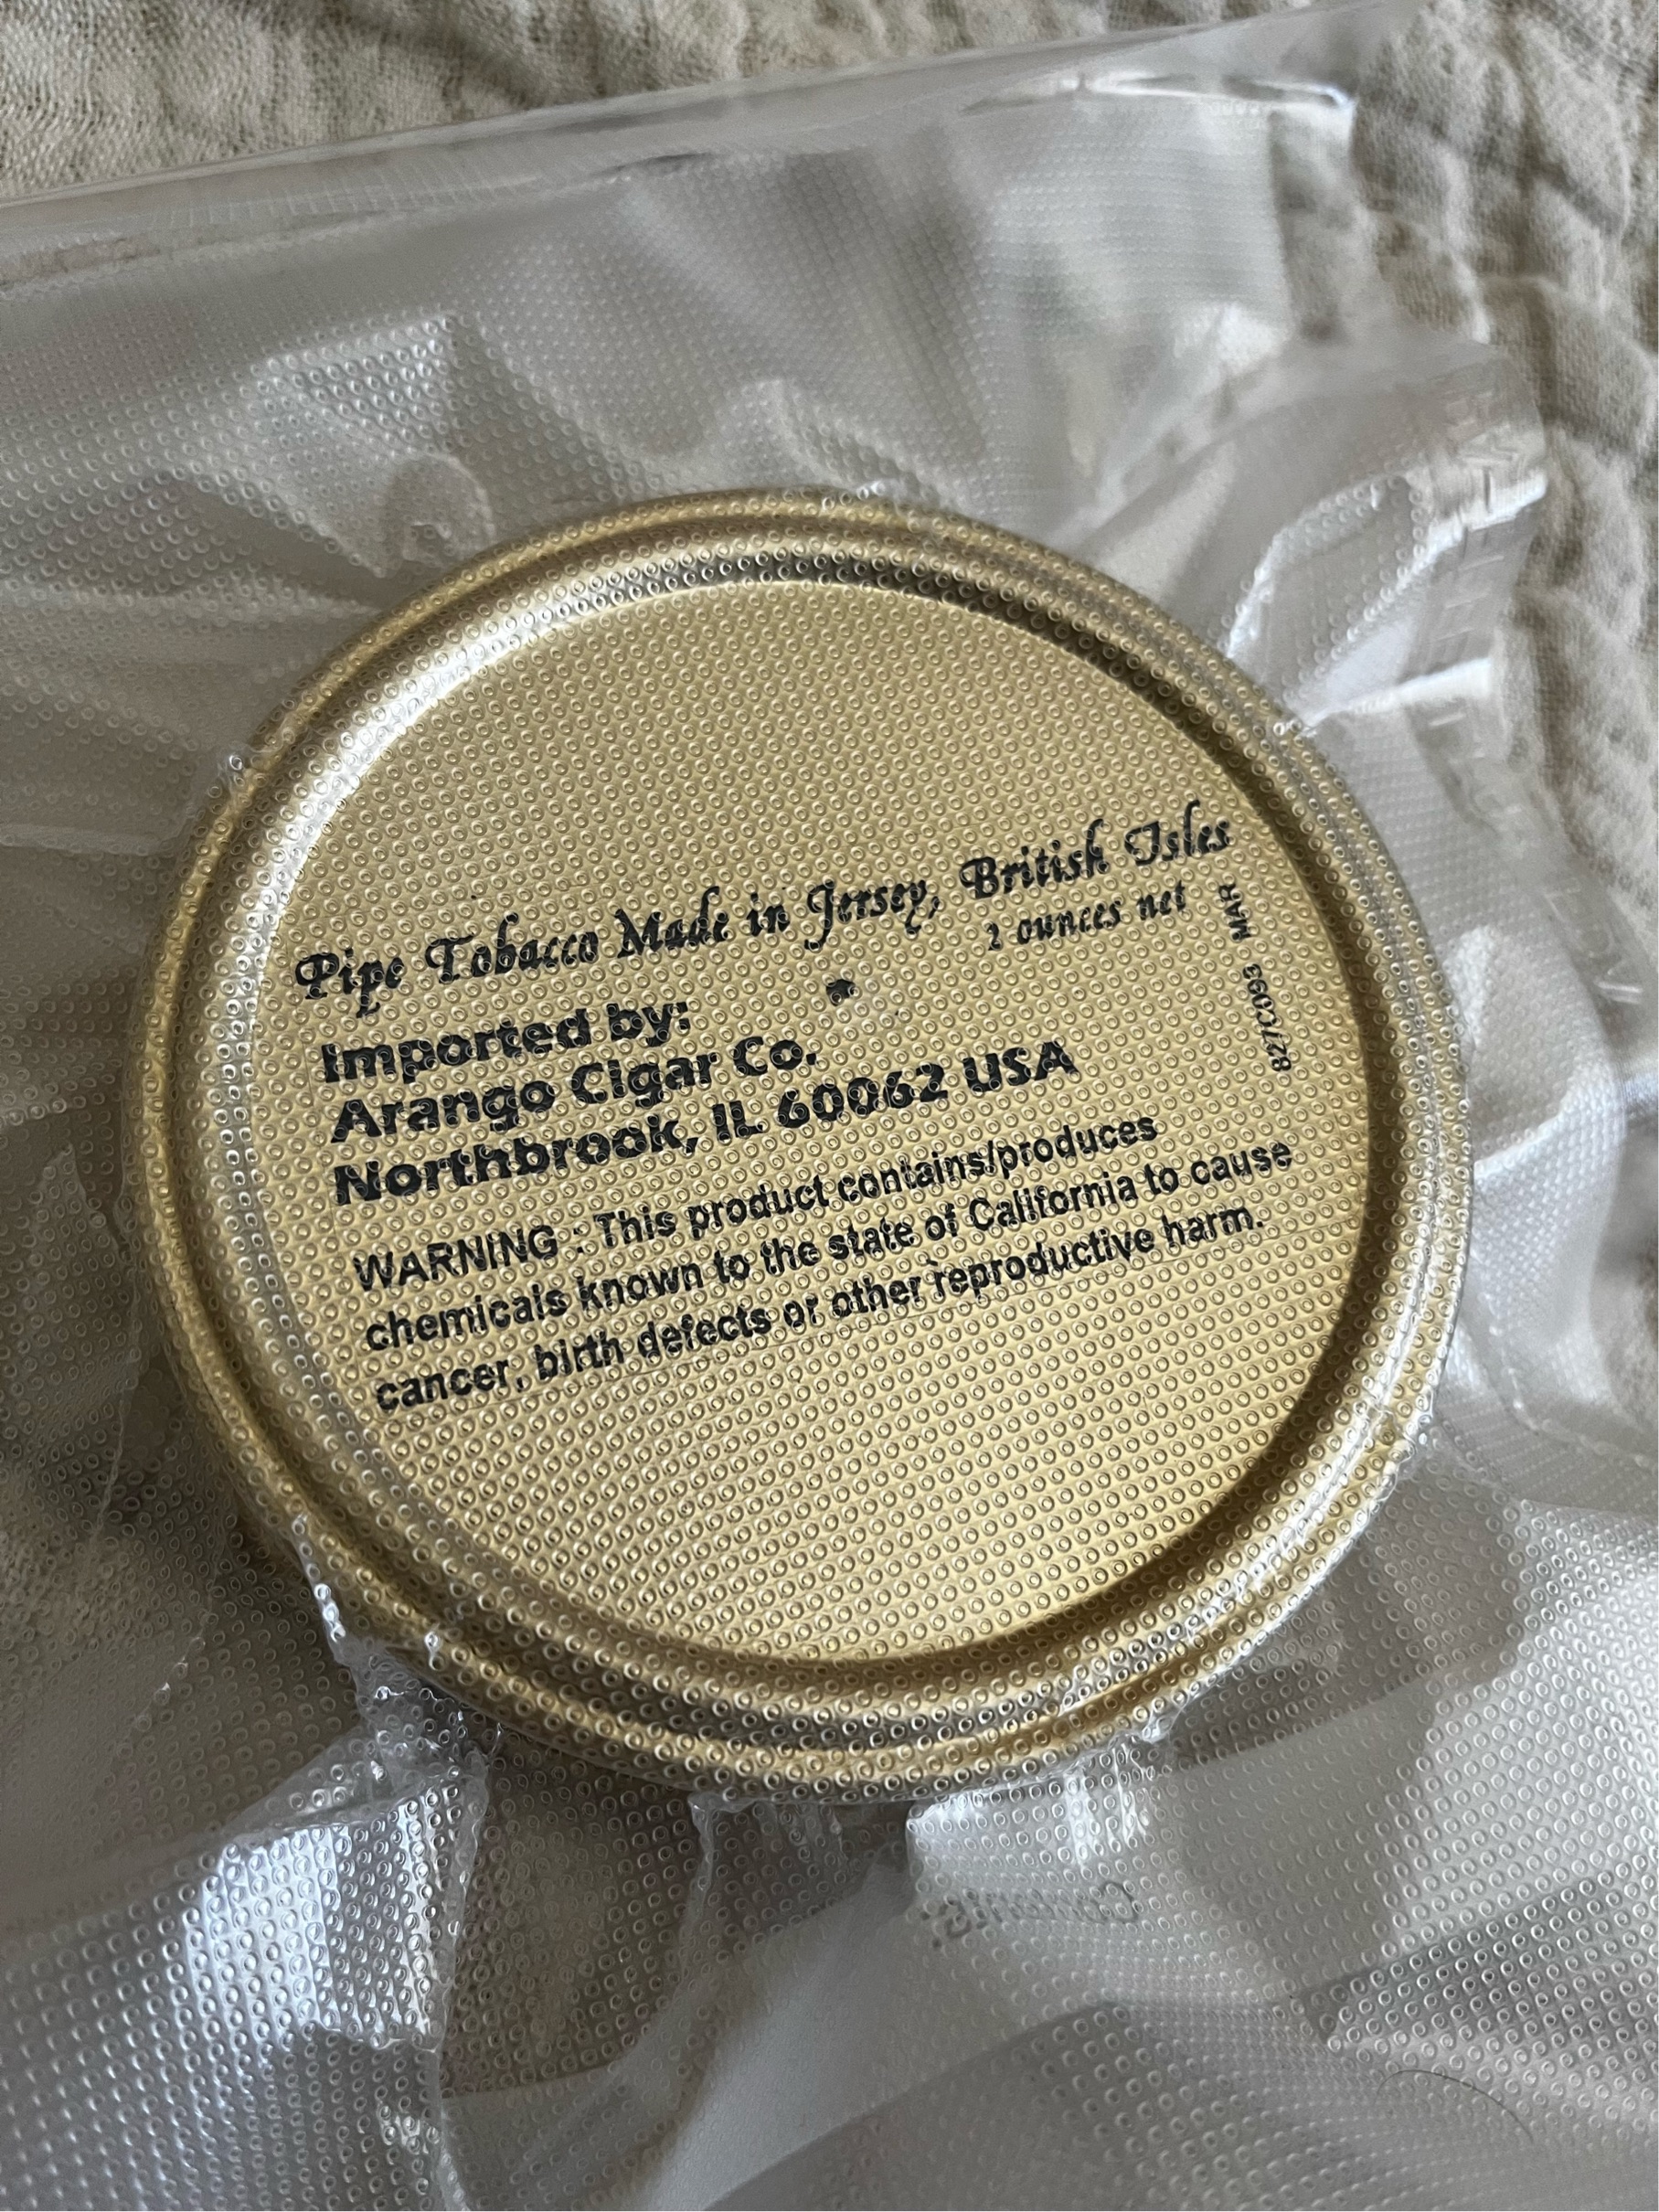 Pipe Tobacco Made in Jersey, British Isles
2 ounces net
Imported by:
Arango Cigar Co.
Northbrook, IL 60062 USA
WARNING : This product contains/produces
chemicals known to the state of California to cause
cancer, birth defects or other reproductive harm.
MAR
827C093
Contents: